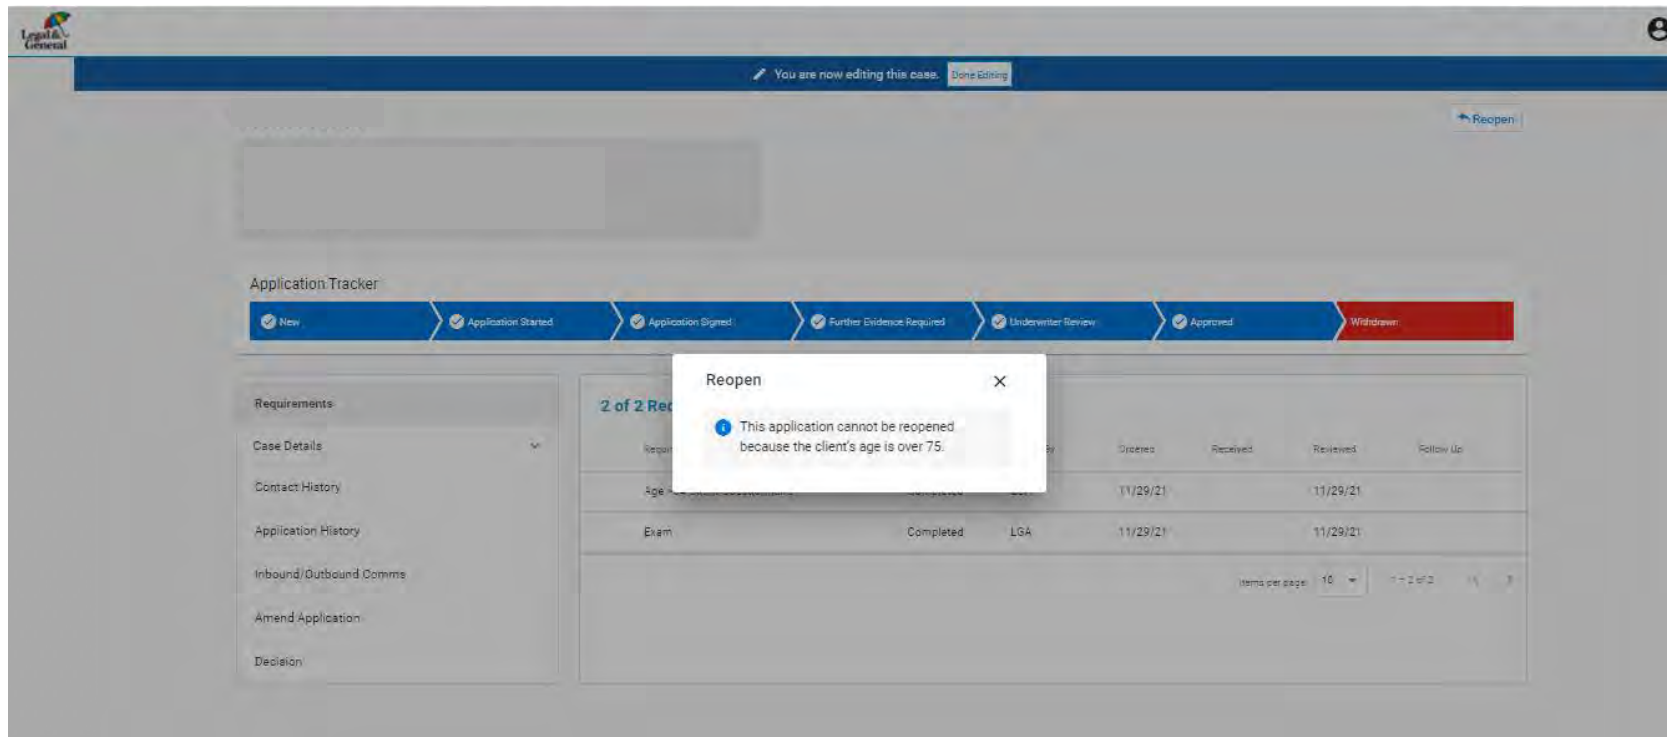 Legal &
General
You are now editing this case. Done Editing
Reopen
Application Tracker
New
Application Started
Application Signed
Further Evidence Required
Underwriter Review
Approved
Withdrawn
Reopen
This application cannot be reopened
because the client's age is over 75.
Requirements
Case Details
Contact History
Application History
Inbound/Outbound Comms
Amend Application
Decision
2 of 2
Ordered Received Reviewed Follow Up
Age 11/29/21 11/29/21
Exam Completed LGA 11/29/21 11/29/21
Items per page: 10 1 – 2 of 2